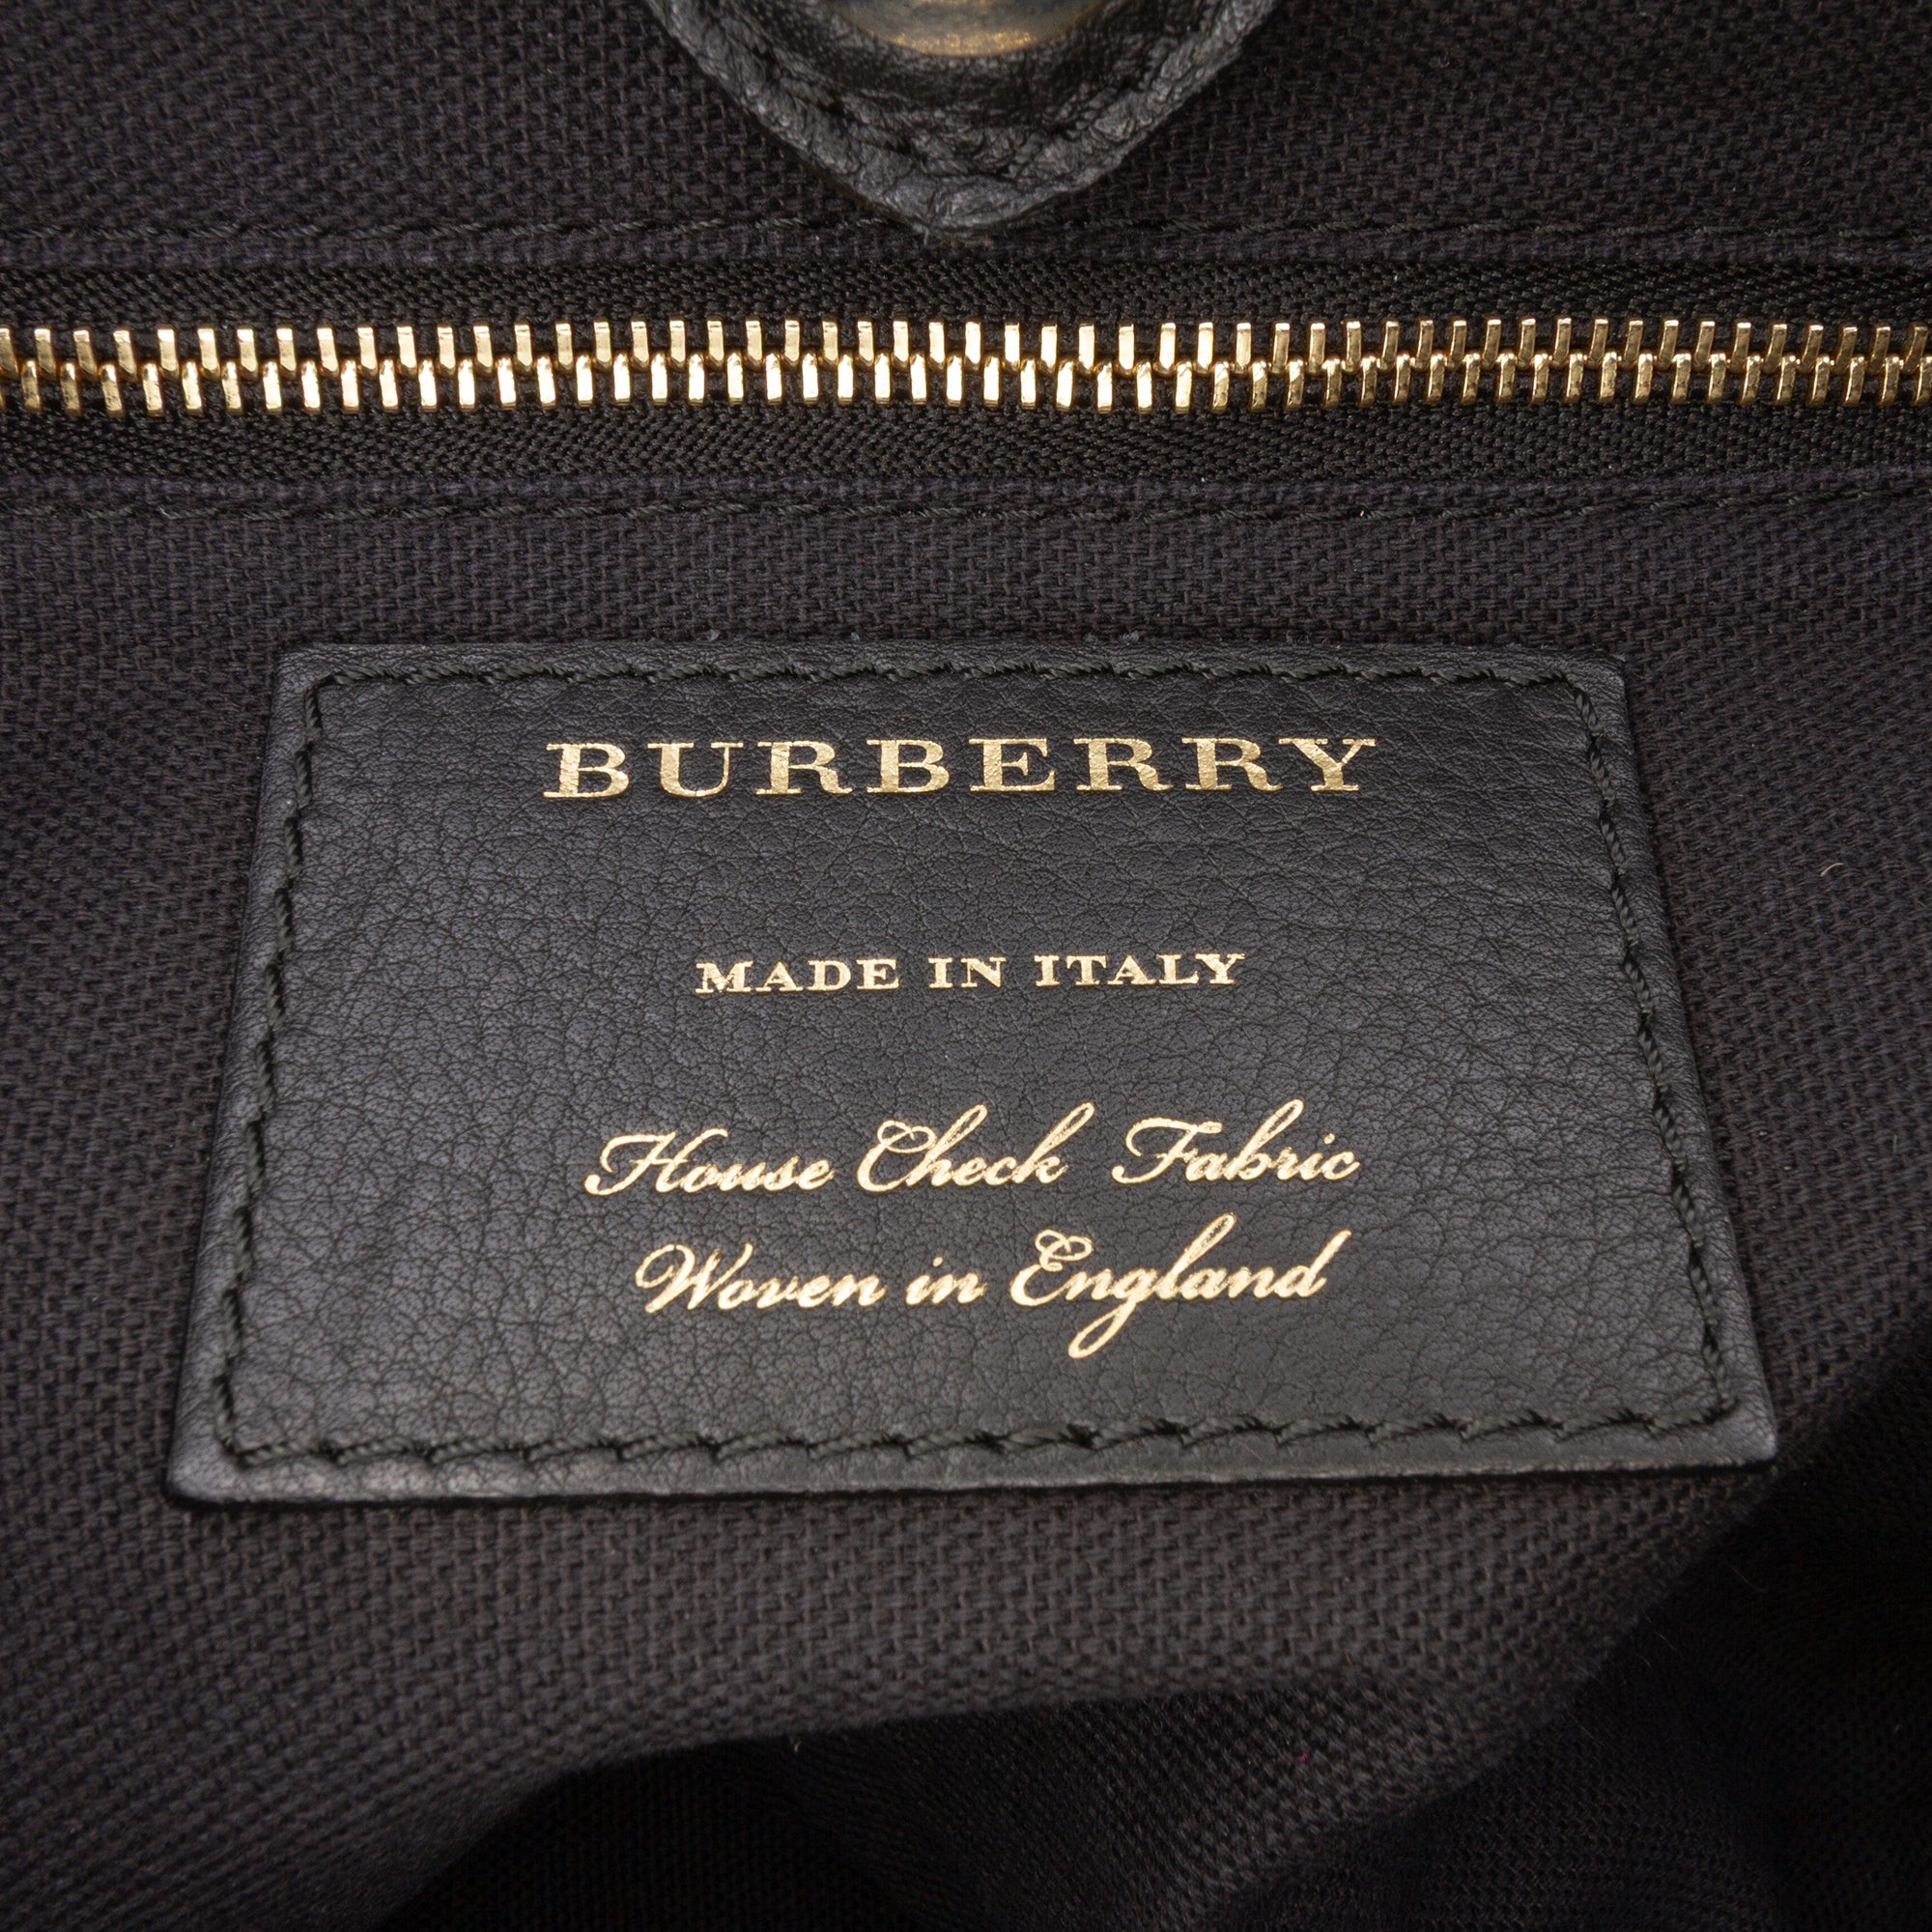 BURBERRY
MADE IN ITALY
House Check Fabric
Woven in England